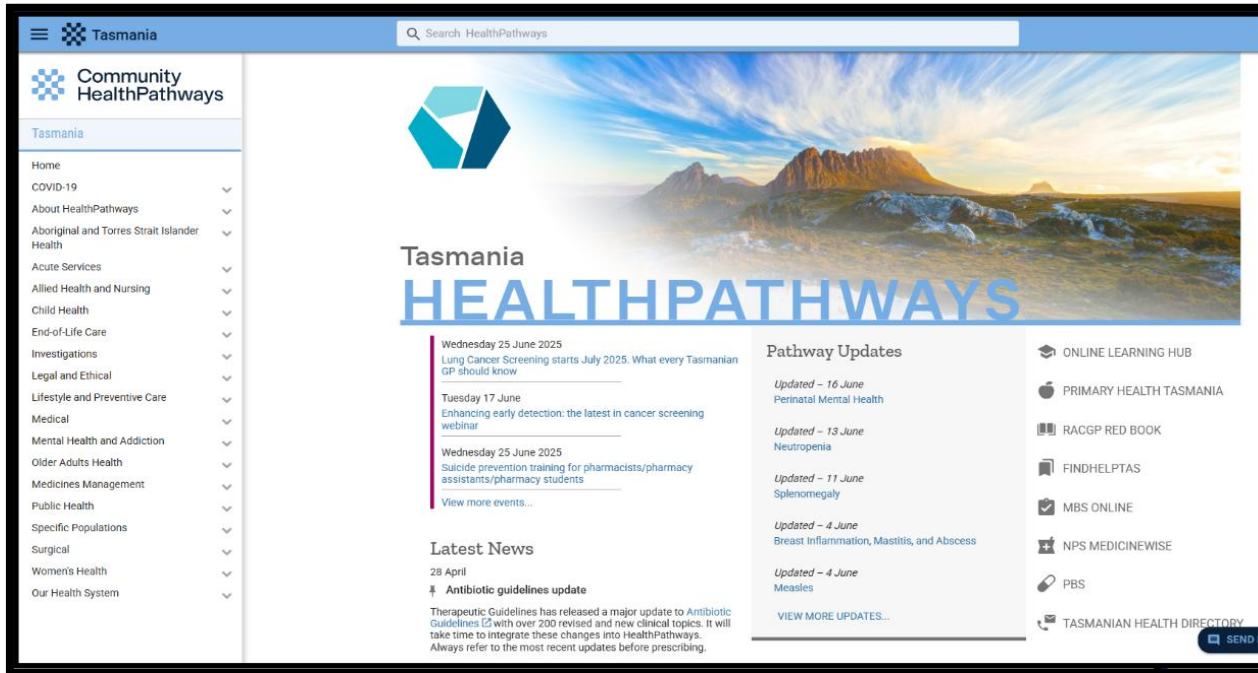 Tasmania
Search HealthPathways
Community
HealthPathways
Tasmania
Home
COVID-19
About HealthPathways
Aboriginal and Torres Strait Islander
Health
Acute Services
Allied Health and Nursing
Child Health
End-of-Life Care
Investigations
Legal and Ethical
Lifestyle and Preventive Care
Medical
Mental Health and Addiction
Older Adults Health
Medicines Management
Public Health
Specific Populations
Surgical
Women's Health
Our Health System
Tasmania
HEALTHPATHWAYS
Wednesday 25 June 2025
Lung Cancer Screening starts July 2025. What every Tasmanian
GP should know
Tuesday 17 June
Enhancing early detection: the latest in cancer screening
webinar
Wednesday 25 June 2025
Suicide prevention training for pharmacists/pharmacy
assistants/pharmacy students
View more events...
Latest News
28 April
Antibiotic guidelines update
Therapeutic Guidelines has released a major update to Antibiotic
Guidelines with over 200 revised and new clinical topics. It will
take time to integrate these changes into HealthPathways.
Always refer to the most recent updates before prescribing.
Pathway Updates
Updated – 16 June
Perinatal Mental Health
Updated – 13 June
Neutropenia
Updated – 11 June
Splenomegaly
Updated – 4 June
Breast Inflammation, Mastitis, and Abscess
Updated – 4 June
Measles
VIEW MORE UPDATES...
ONLINE LEARNING HUB
PRIMARY HEALTH TASMANIA
RACGP RED BOOK
FINDHELPTAS
MBS ONLINE
NPS MEDICINEWISE
PBS
TASMANIAN HEALTH DIRECTORY
SEND